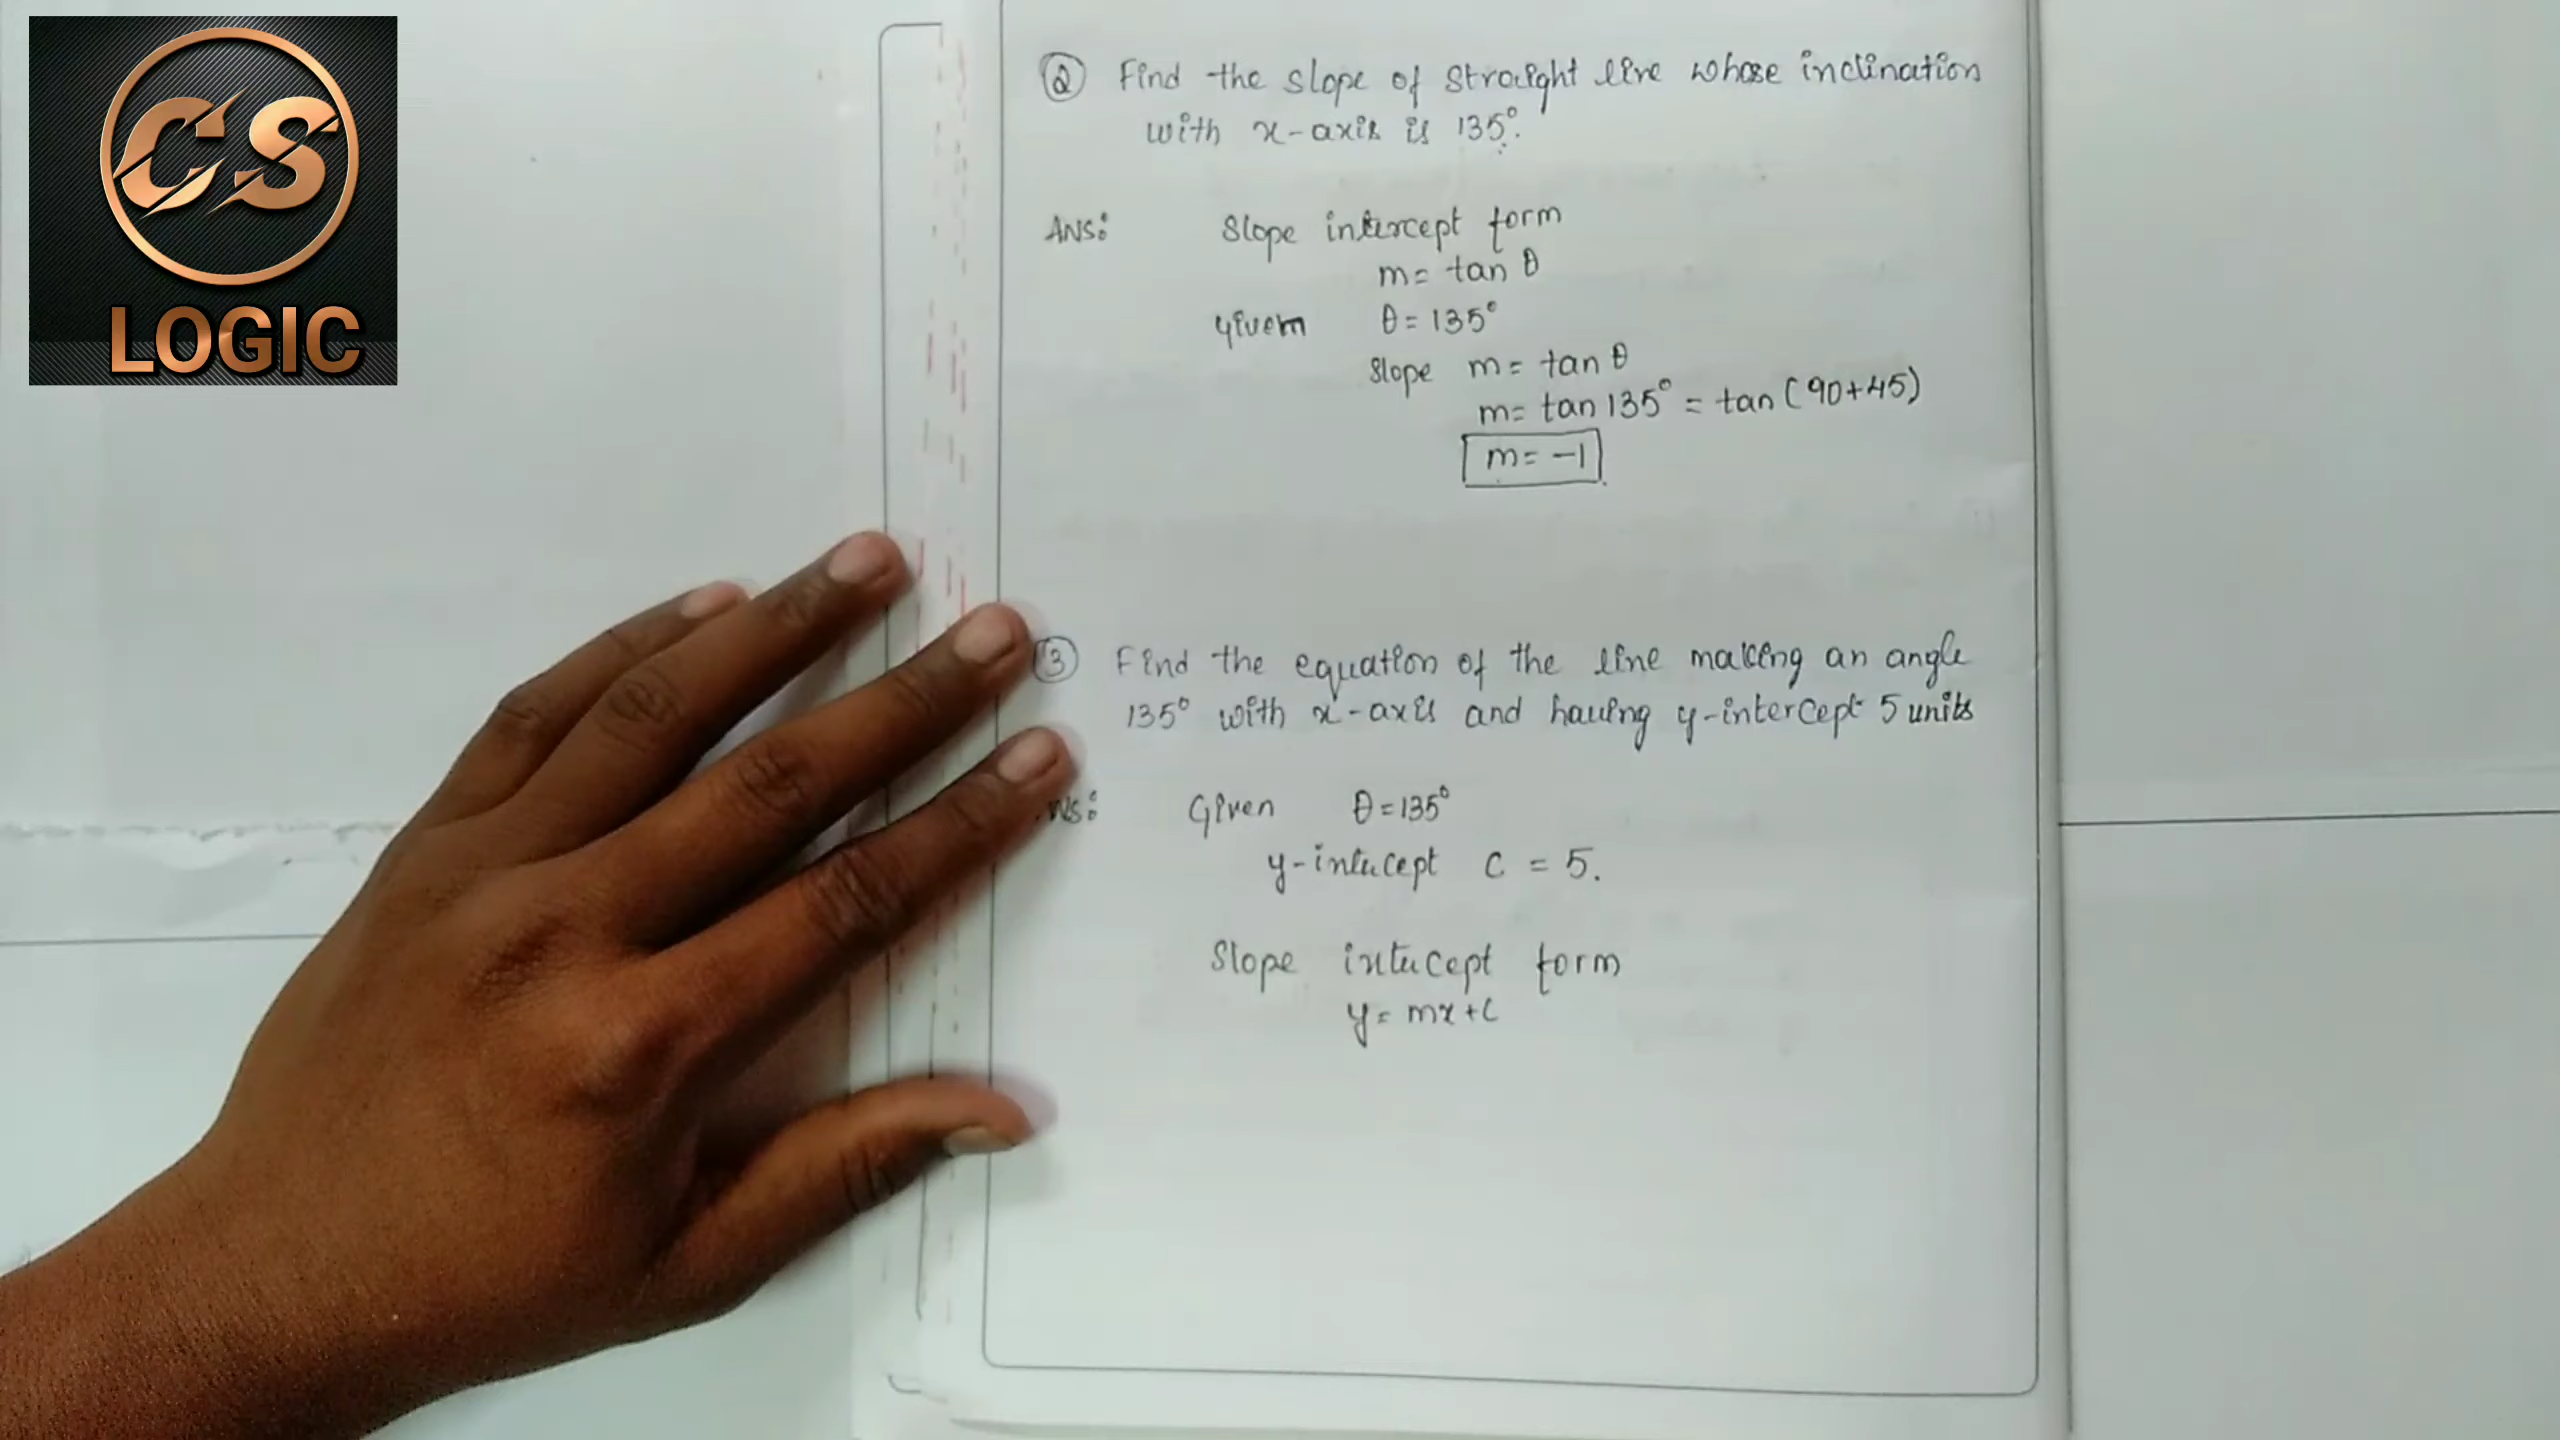 CS
LOGIC
② Find the slope of straight line whose inclination
with x-axis is 135°.
ANS: Slope intercept form
m = tan θ
Given θ = 135°
Slope m = tan θ
m = tan 135° = tan (90+45)
m = -1
③ Find the equation of the line making an angle
135° with x-axis and having y-intercept 5 units
Ns: Given θ = 135°
y-intercept C = 5.
Slope intercept form
y = mx + C